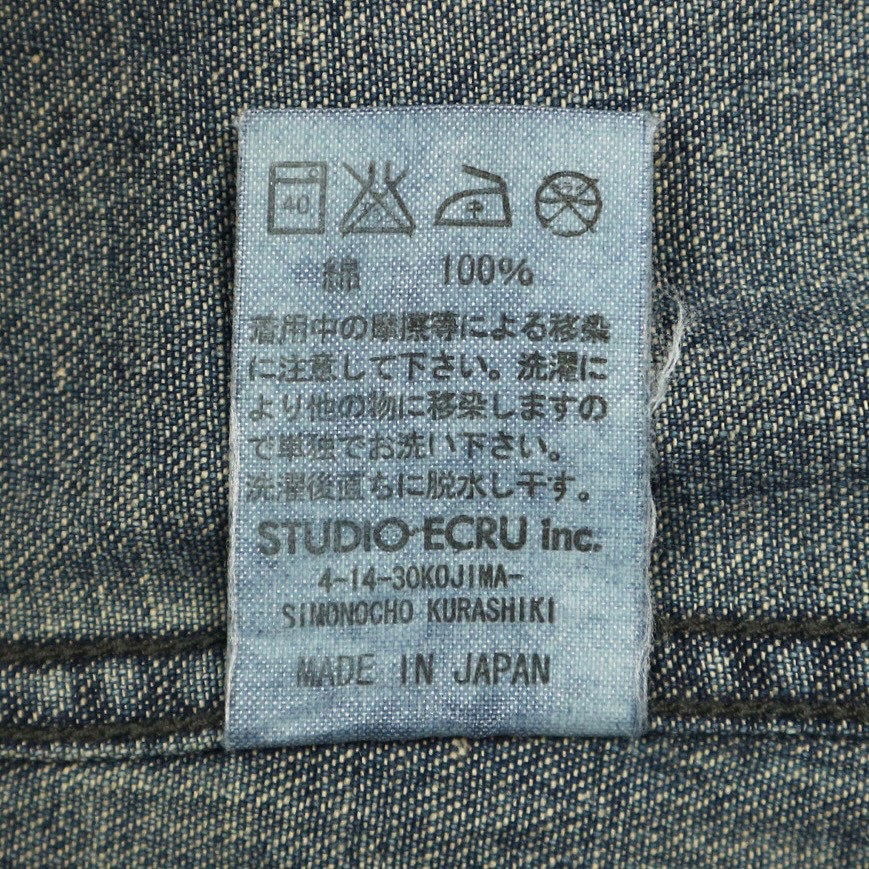 40
綿 100%
着用中の摩擦等による移染
に注意して下さい。洗濯に
より他の物に移染しますの
で単独でお洗い下さい。
洗濯後直ちに脱水し干す。
STUDIO ECRU inc.
4-14-30KOJIMA-
SIMONOCHO KURASHIKI
MADE IN JAPAN